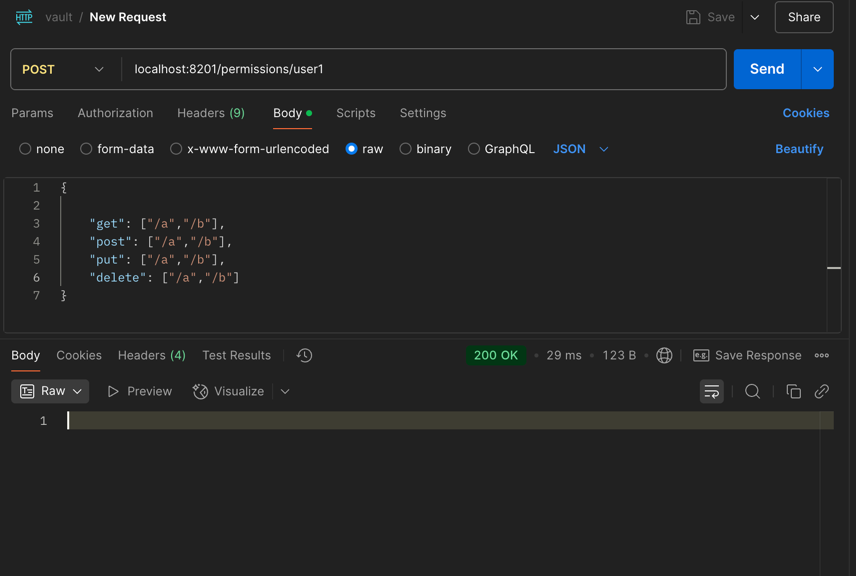 HTTP vault / New Request Save Share
POST localhost:8201/permissions/user1 Send
Params Authorization Headers (9) Body Scripts Settings Cookies
none form-data x-www-form-urlencoded raw binary GraphQL JSON Beautify
1 {
2
3 "get": ["/a","/b"],
4 "post": ["/a","/b"],
5 "put": ["/a","/b"],
6 "delete": ["/a","/b"]
7 }
Body Cookies Headers (4) Test Results 200 OK • 29 ms • 123 B • e.g. Save Response
Raw Preview Visualize
1